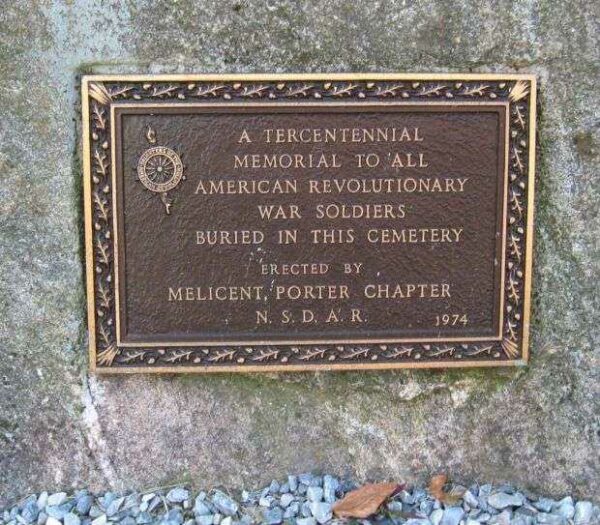 A TERCENTENNIAL
MEMORIAL TO ALL
AMERICAN REVOLUTIONARY
WAR SOLDIERS
BURIED IN THIS CEMETERY
ERECTED BY
MELICENT PORTER CHAPTER
N. S. D. A. R. 1974